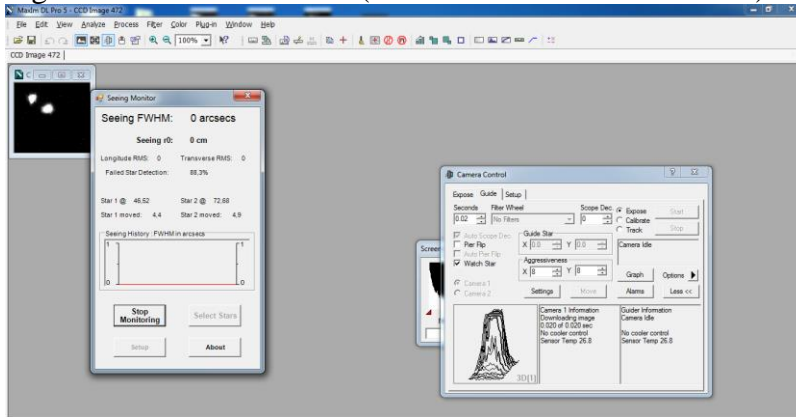 MaxIm DL Pro 5 - CCD Image 472
File Edit View Analyze Process Filter Color Plug-in Window Help
100%
CCD Image 472
C
Seeing Monitor
Seeing FWHM: 0 arcsecs
Seeing r0: 0 cm
Longitude RMS: 0 Transverse RMS: 0
Failed Star Detection: 88,3%
Star 1 @ 46,52 Star 2 @ 72,68
Star 1 moved: 4,4 Star 2 moved: 4,9
Seeing History : FWHM in arcsecs
1 1
0 0
Stop Monitoring
Select Stars
Setup
About
Screen
Camera Control
Expose Guide Setup
Seconds Filter Wheel Scope Dec.
0.02 No Filters 0
Expose
Calibrate
Track
Start
Stop
Auto Scope Dec.
Pier Flip
Auto Pier Flip
Watch Star
Guide Star
X 0.0 Y 0.0
Camera Idle
Aggressiveness
X 8 Y 8
Camera 1
Camera 2
Graph Options
Settings Move Alarms Less <<
3D[1]
Camera 1 Information
Downloading image
0.020 of 0.020 sec
No cooler control
Sensor Temp 26.8
Guider Information
Camera Idle
No cooler control
Sensor Temp 26.8